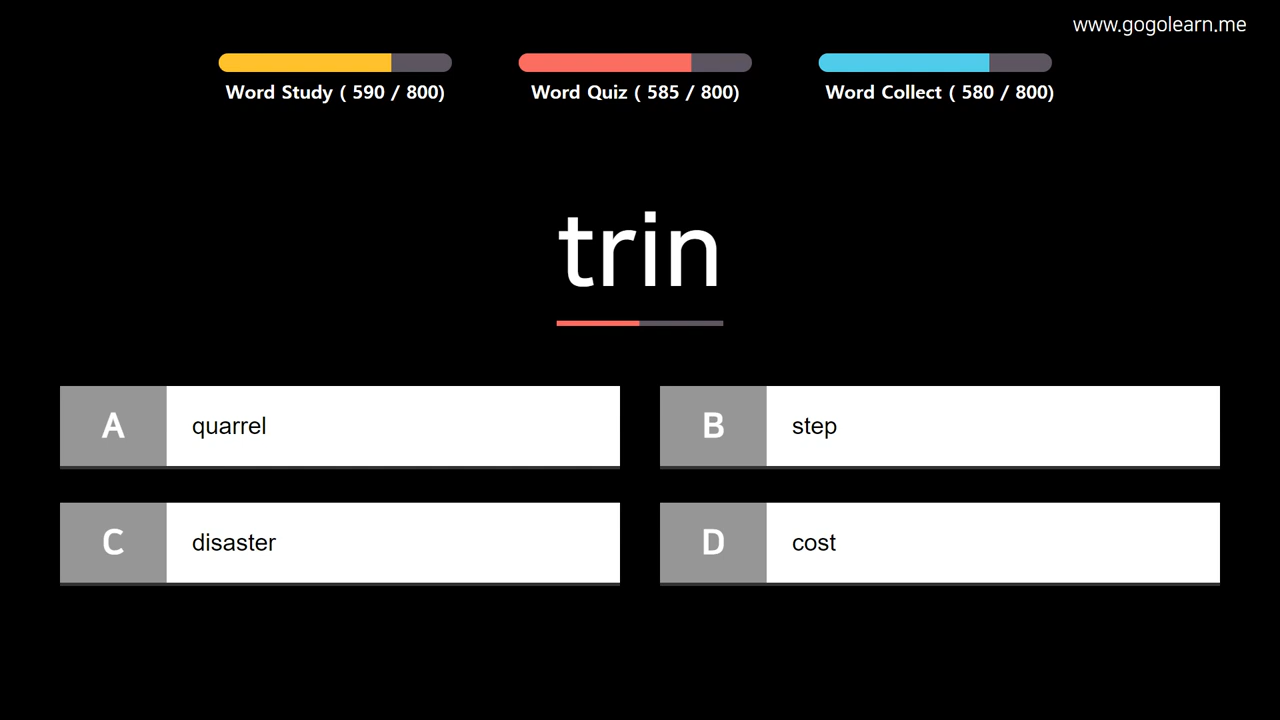 www.gogolearn.me
Word Study ( 590 / 800)
Word Quiz ( 585 / 800)
Word Collect ( 580 / 800)
trin
A quarrel
B step
C disaster
D cost